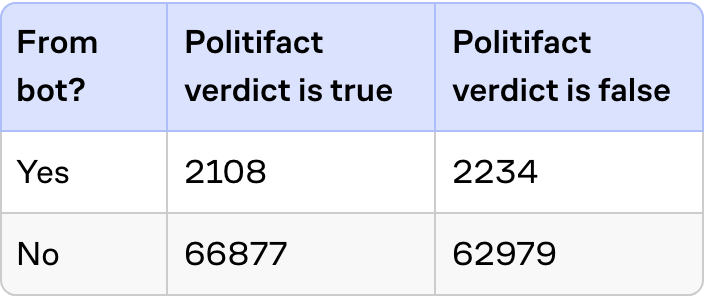 From bot? Politifact verdict is true Politifact verdict is false
Yes 2108 2234
No 66877 62979